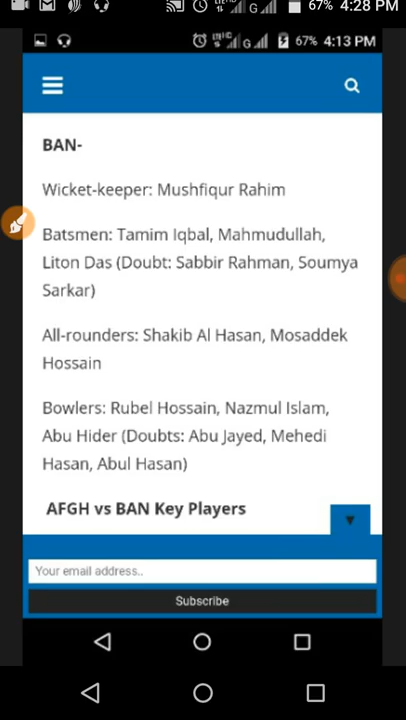 67% 4:28 PM
G 67% 4:13 PM
BAN-
Wicket-keeper: Mushfiqur Rahim
Batsmen: Tamim Iqbal, Mahmudullah,
Liton Das (Doubt: Sabbir Rahman, Soumya
Sarkar)
All-rounders: Shakib Al Hasan, Mosaddek
Hossain
Bowlers: Rubel Hossain, Nazmul Islam,
Abu Hider (Doubts: Abu Jayed, Mehedi
Hasan, Abul Hasan)
AFGH vs BAN Key Players
Your email address..
Subscribe